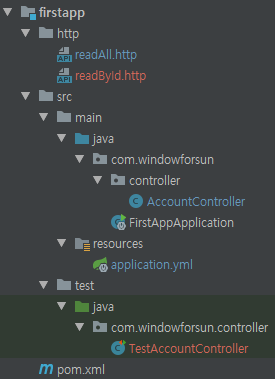 firstapp
http
API readAll.http
API readById.http
src
main
java
com.windowforsun
controller
C AccountController
FirstAppApplication
resources
application.yml
test
java
com.windowforsun.controller
C TestAccountController
m pom.xml